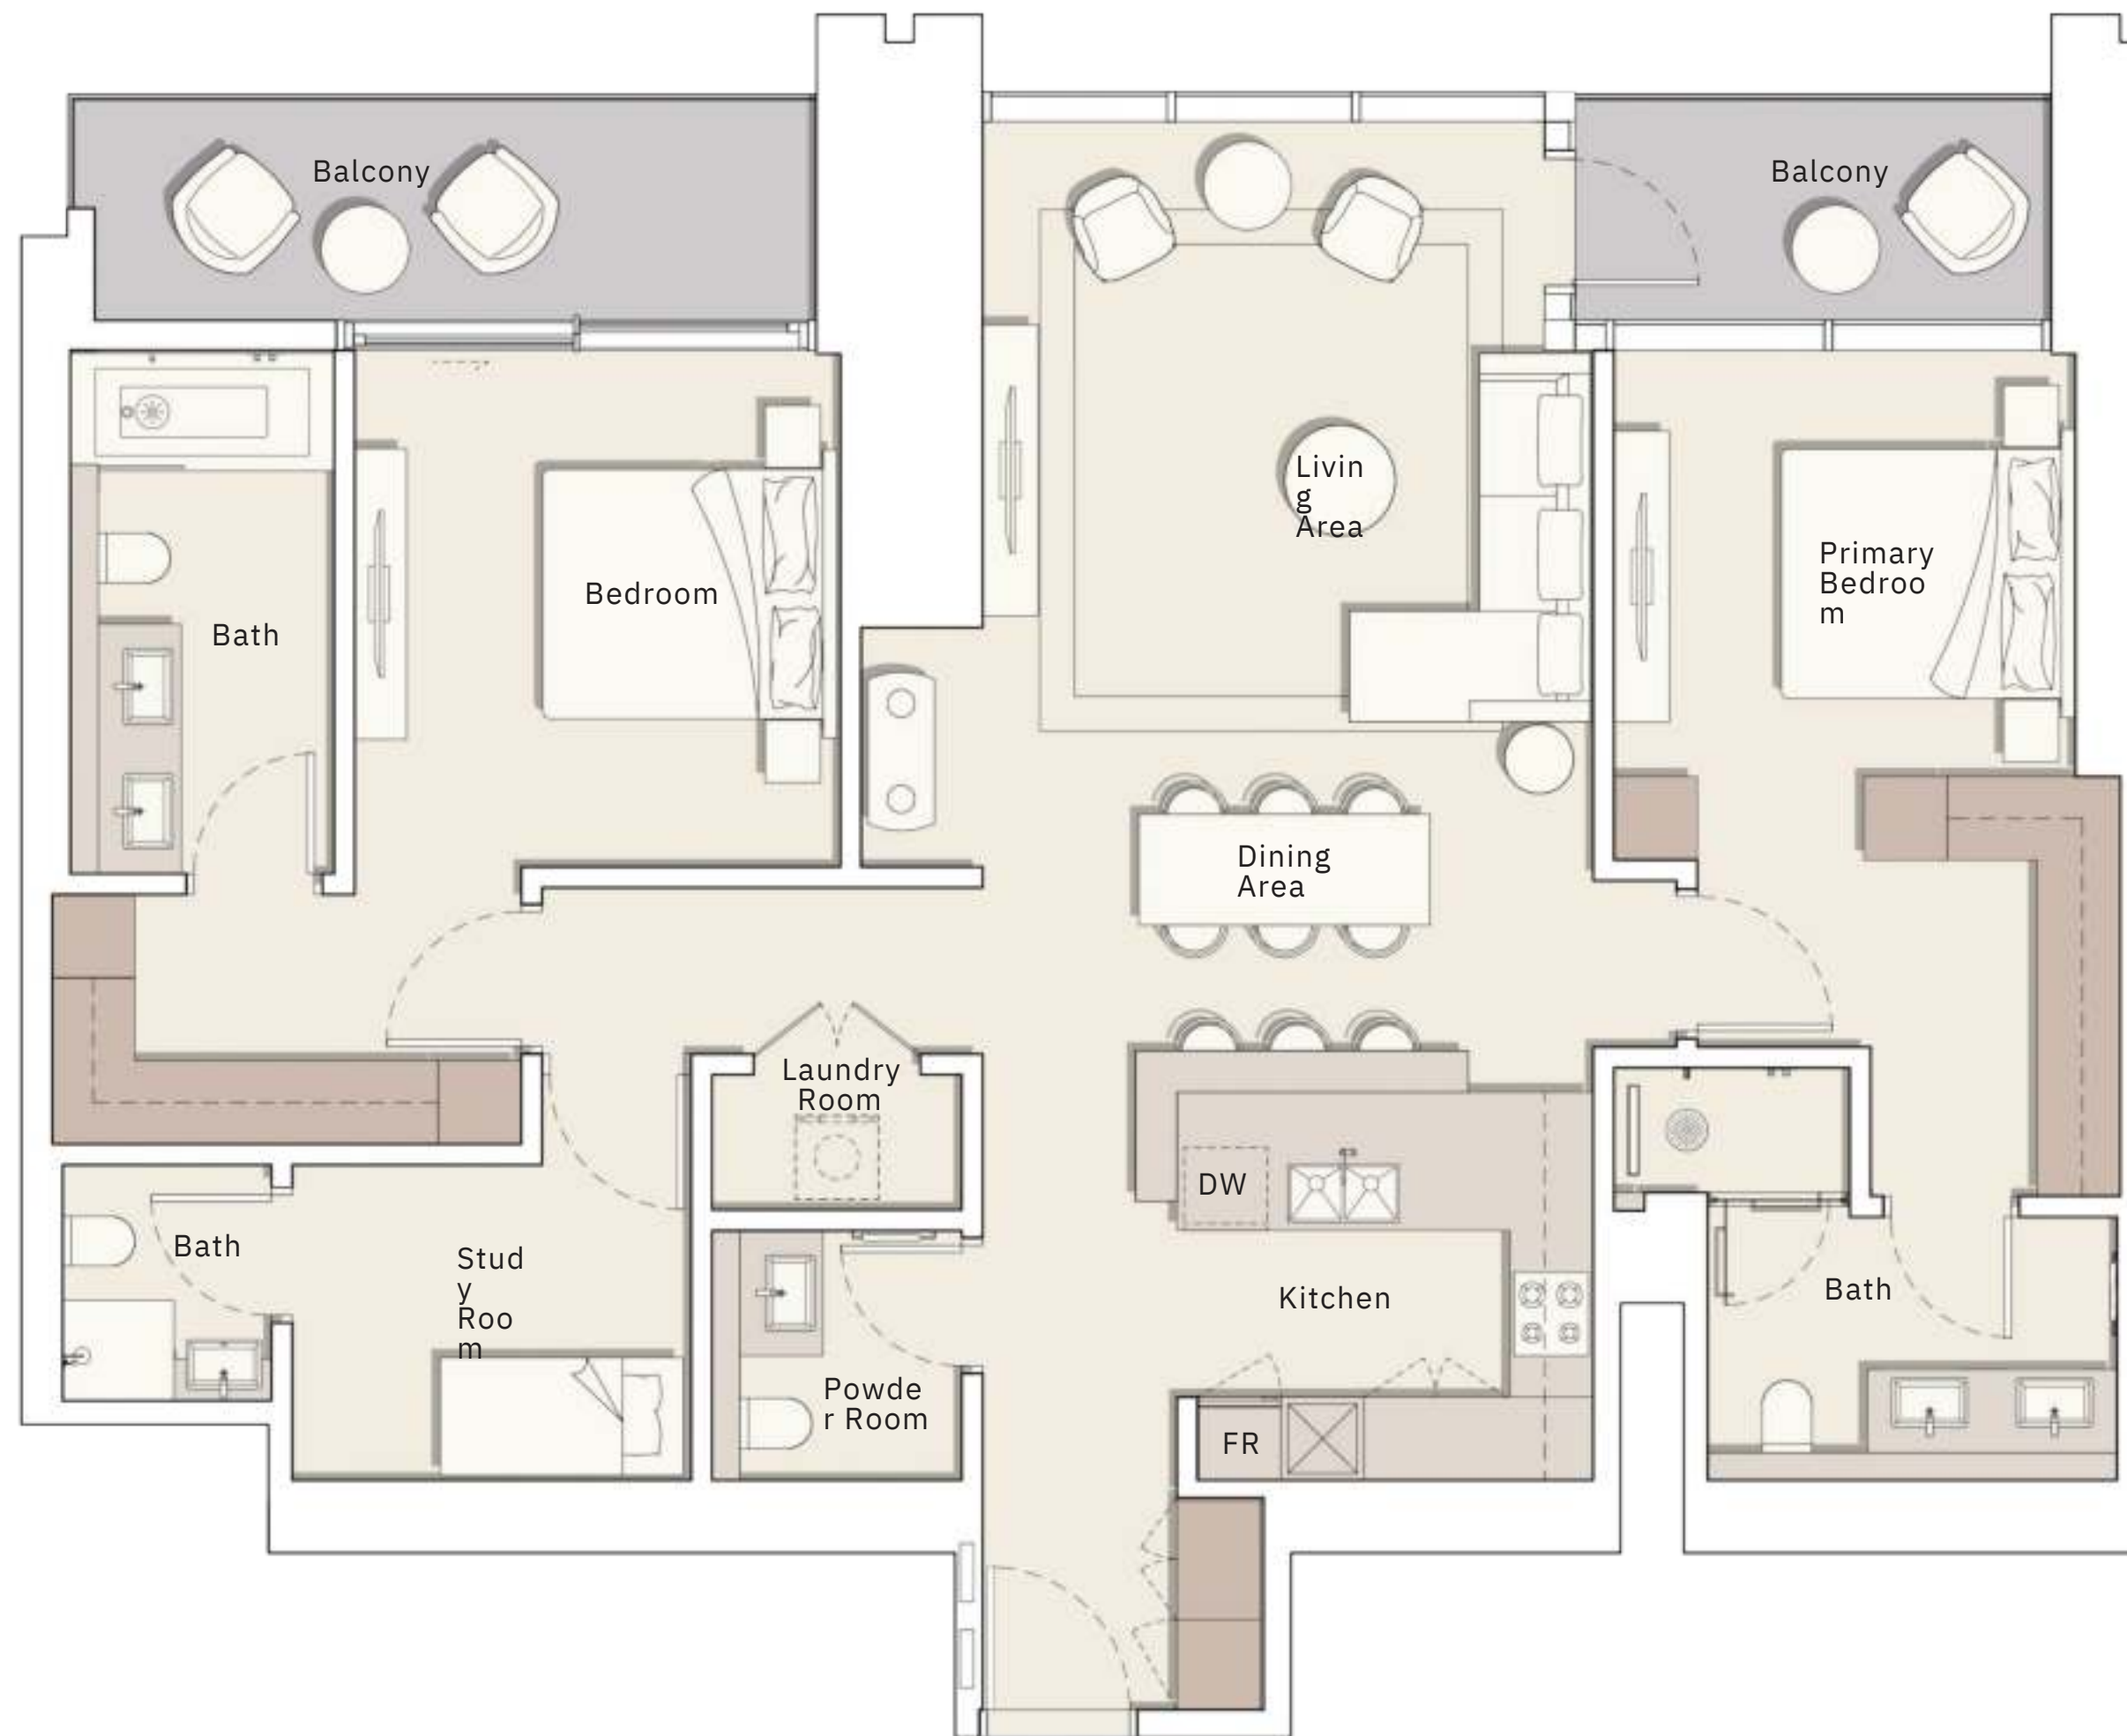 Balcony
Balcony
Livin
g
Area
Bedroom
Primary
Bedroo
m
Bath
Dining
Area
Laundry
Room
DW
Bath
Stud
y
Roo
m
Kitchen
Bath
Powde
r Room
FR